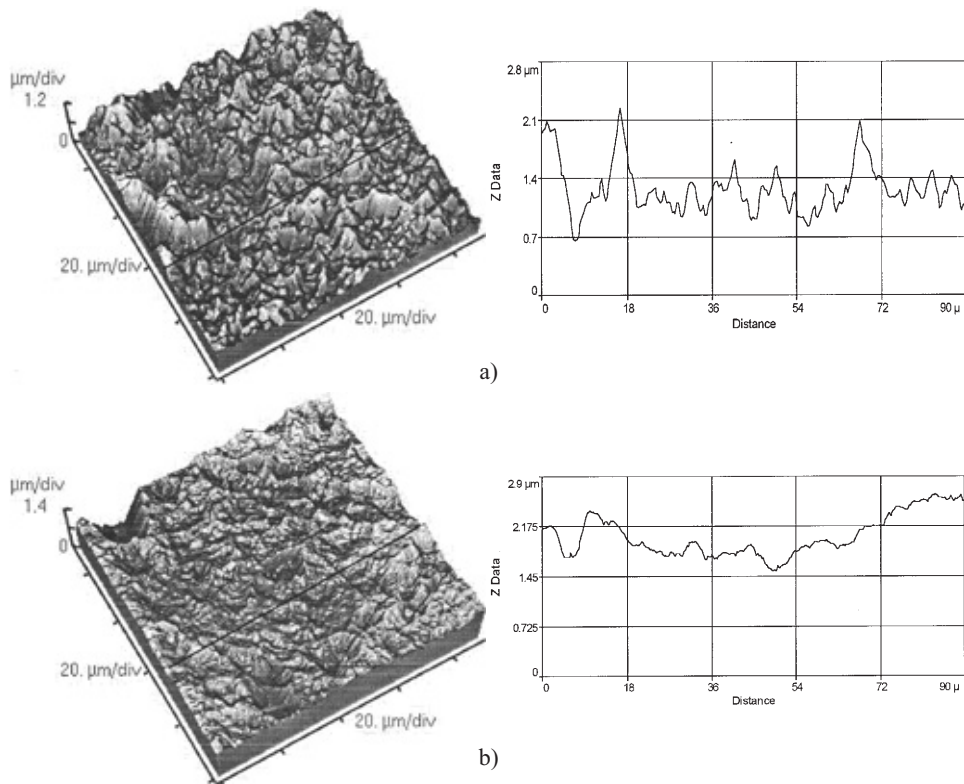 µm/div
1.2
0
20. µm/div
20. µm/div
2.8 µm
2.1
1.4
0.7
0
Z Data
0 18 36 54 72 90 µ
Distance
a)
µm/div
1.4
0
20. µm/div
20. µm/div
2.9 µm
2.175
1.45
0.725
0
Z Data
0 18 36 54 72 90 µ
Distance
b)